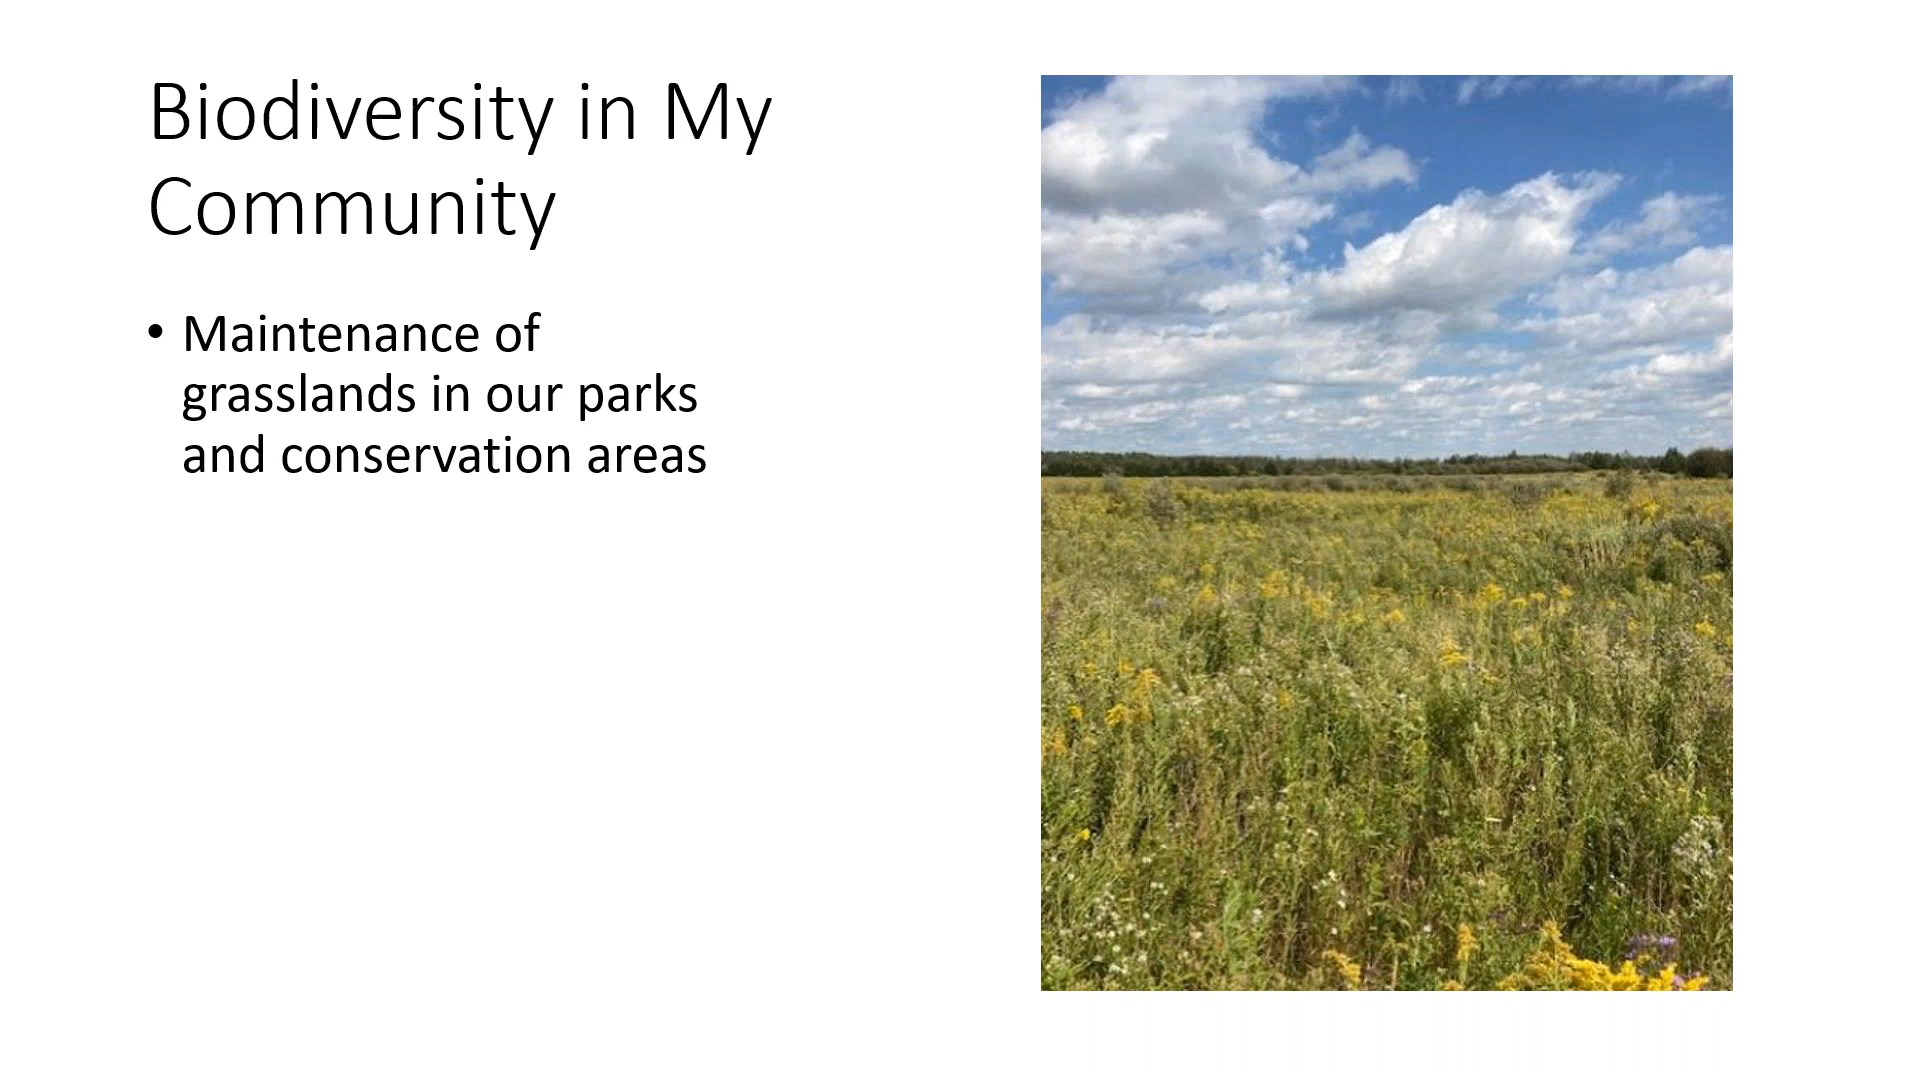 Biodiversity in My
Community
• Maintenance of
grasslands in our parks
and conservation areas